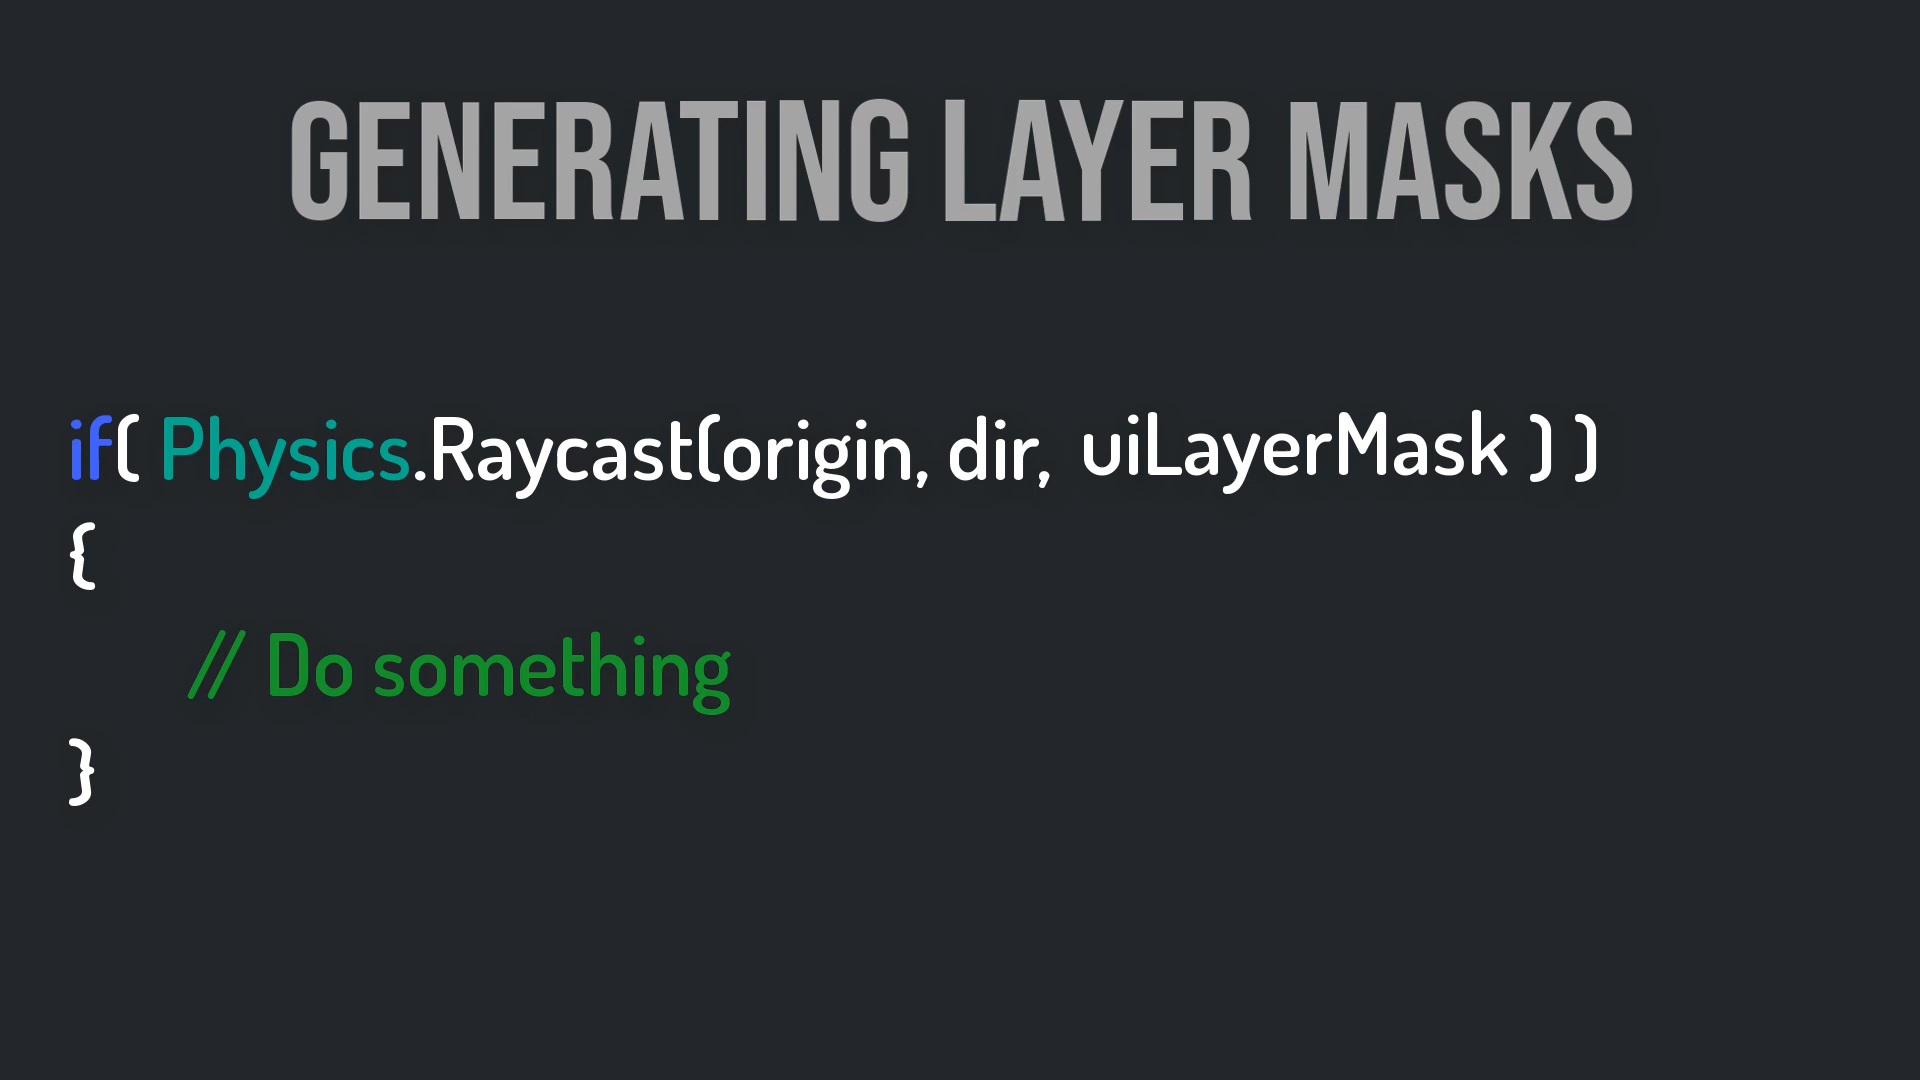 GENERATING LAYER MASKS
if( Physics.Raycast(origin, dir, uiLayerMask ) )
{
// Do something
}